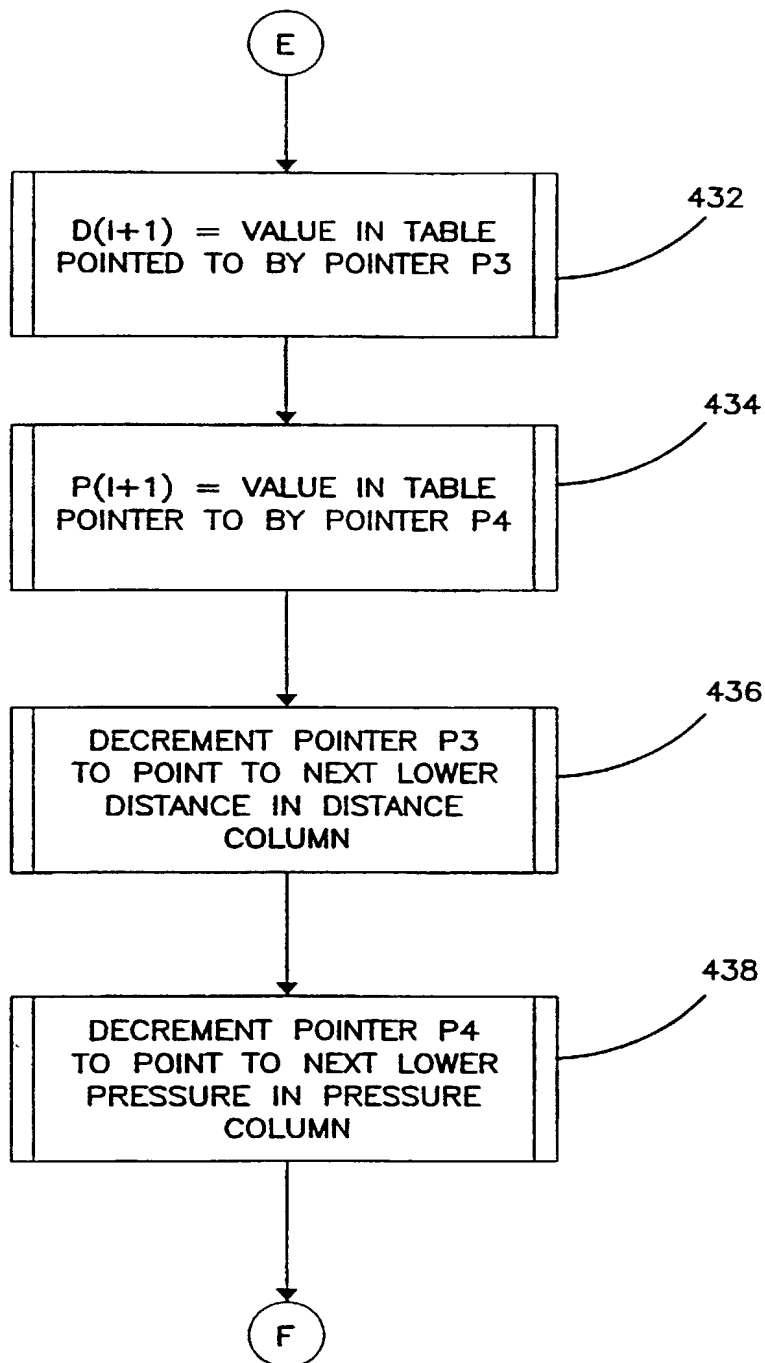 E
D(I+1) = VALUE IN TABLE
POINTED TO BY POINTER P3
432
P(I+1) = VALUE IN TABLE
POINTER TO BY POINTER P4
434
DECREMENT POINTER P3
TO POINT TO NEXT LOWER
DISTANCE IN DISTANCE
COLUMN
436
DECREMENT POINTER P4
TO POINT TO NEXT LOWER
PRESSURE IN PRESSURE
COLUMN
438
F